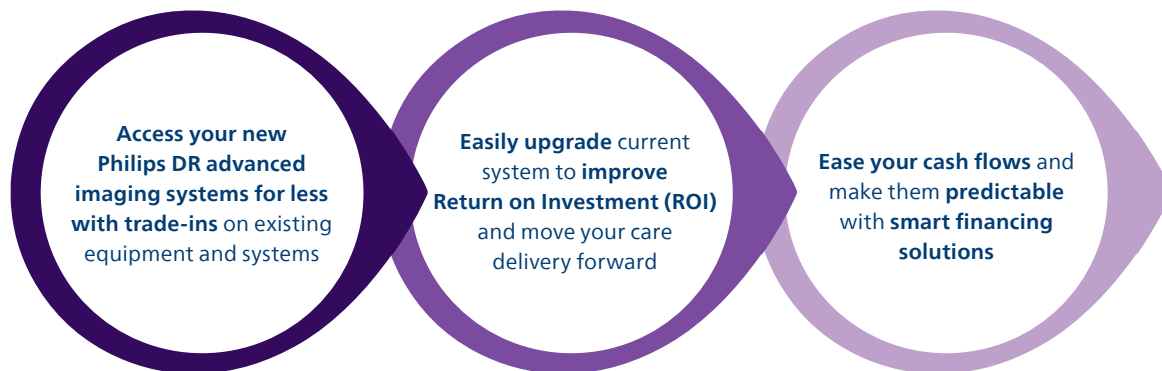 Access your new
Philips DR advanced
imaging systems for less
with trade-ins on existing
equipment and systems
Easily upgrade current
system to improve
Return on Investment (ROI)
and move your care
delivery forward
Ease your cash flows and
make them predictable
with smart financing
solutions